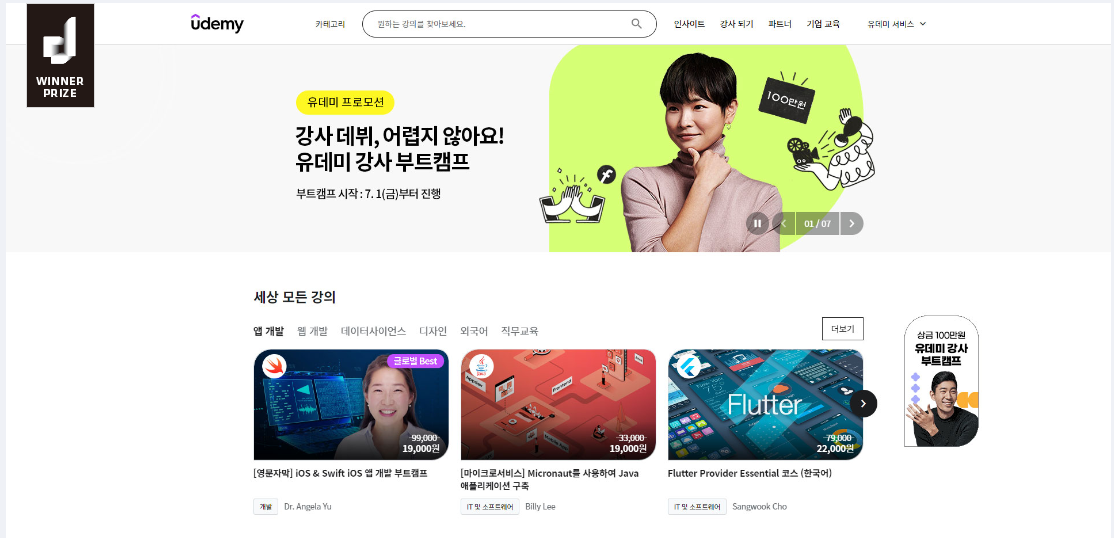 WINNER
PRIZE
udemy
카테고리
원하는 강의를 찾아보세요.
인사이트
강사 되기
파트너
기업 교육
유데미 서비스
유데미 프로모션
강사 데뷔, 어렵지 않아요!
유데미 강사 부트캠프
부트캠프 시작 : 7. 1(금)부터 진행
100만원
01 / 07
세상 모든 강의
앱 개발
웹 개발
데이터사이언스
디자인
외국어
직무교육
더보기
글로벌 Best
99,000
19,000원
[영문자막] iOS & Swift iOS 앱 개발 부트캠프
개발
Dr. Angela Yu
Frontend
33,000
19,000원
[마이크로서비스] Micronaut를 사용하여 Java
애플리케이션 구축
IT 및 소프트웨어
Billy Lee
Flutter
79,000
22,000원
Flutter Provider Essential 코스 (한국어)
IT 및 소프트웨어
Sangwook Cho
상금 100만원
유데미 강사
부트캠프